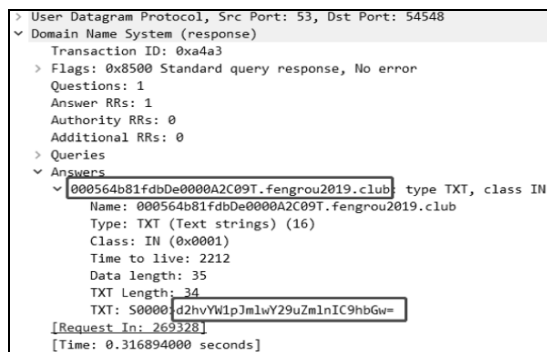 > User Datagram Protocol, Src Port: 53, Dst Port: 54548
Domain Name System (response)
Transaction ID: 0xa4a3
> Flags: 0x8500 Standard query response, No error
Questions: 1
Answer RRs: 1
Authority RRs: 0
Additional RRs: 0
> Queries
Answers
000564b81fdbDe0000A2C09T.fengrou2019.club: type TXT, class IN
Name: 000564b81fdbDe0000A2C09T.fengrou2019.club
Type: TXT (Text strings) (16)
Class: IN (0x0001)
Time to live: 2212
Data length: 35
TXT Length: 34
TXT: S0000}d2hvYW1pJmlwY29uZmlnIC9hbGw=
[Request In: 269328]
[Time: 0.316894000 seconds]